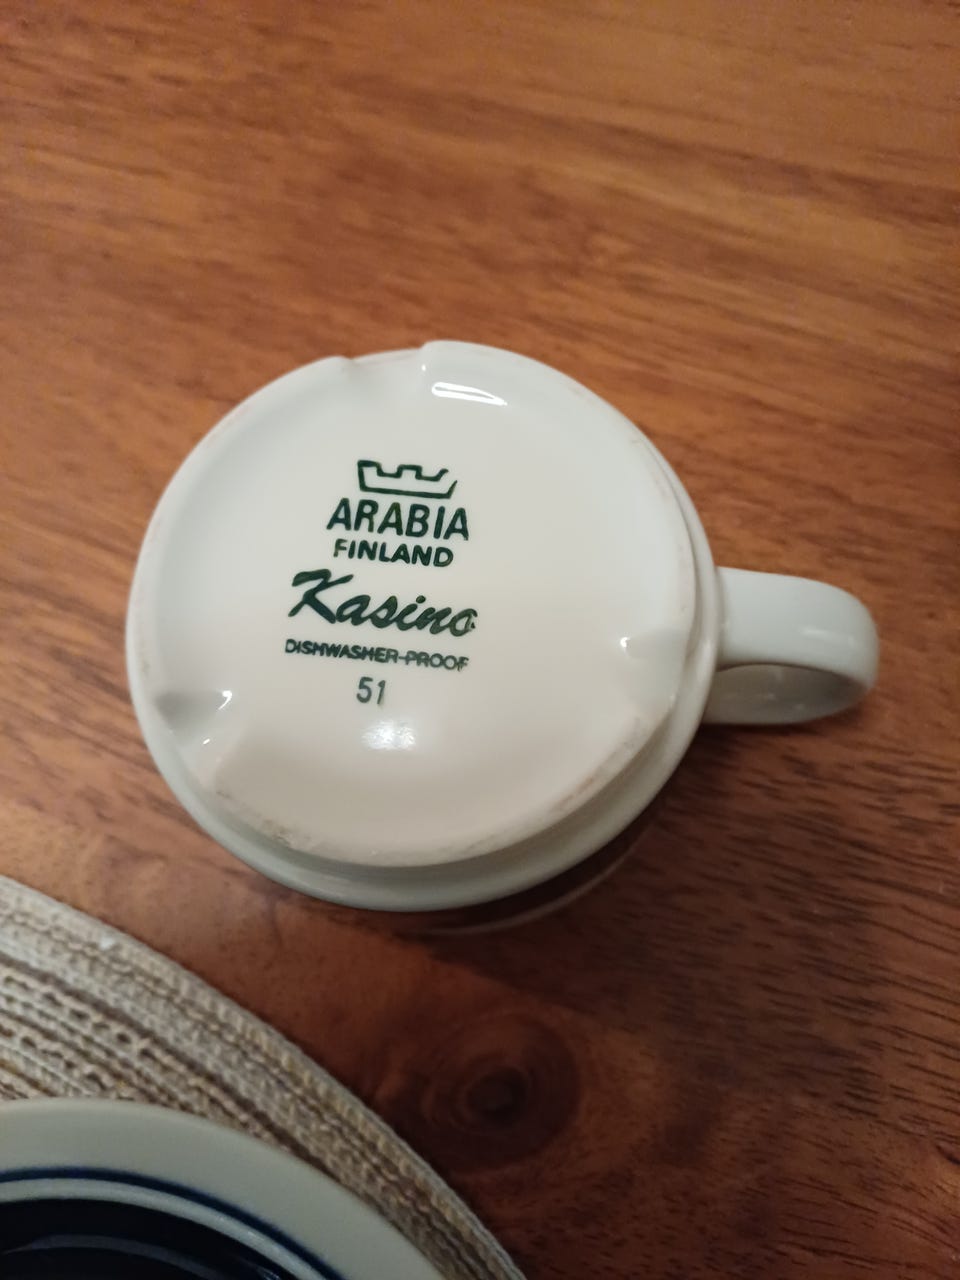 ARABIA
FINLAND
Kasino
DISHWASHER-PROOF
51